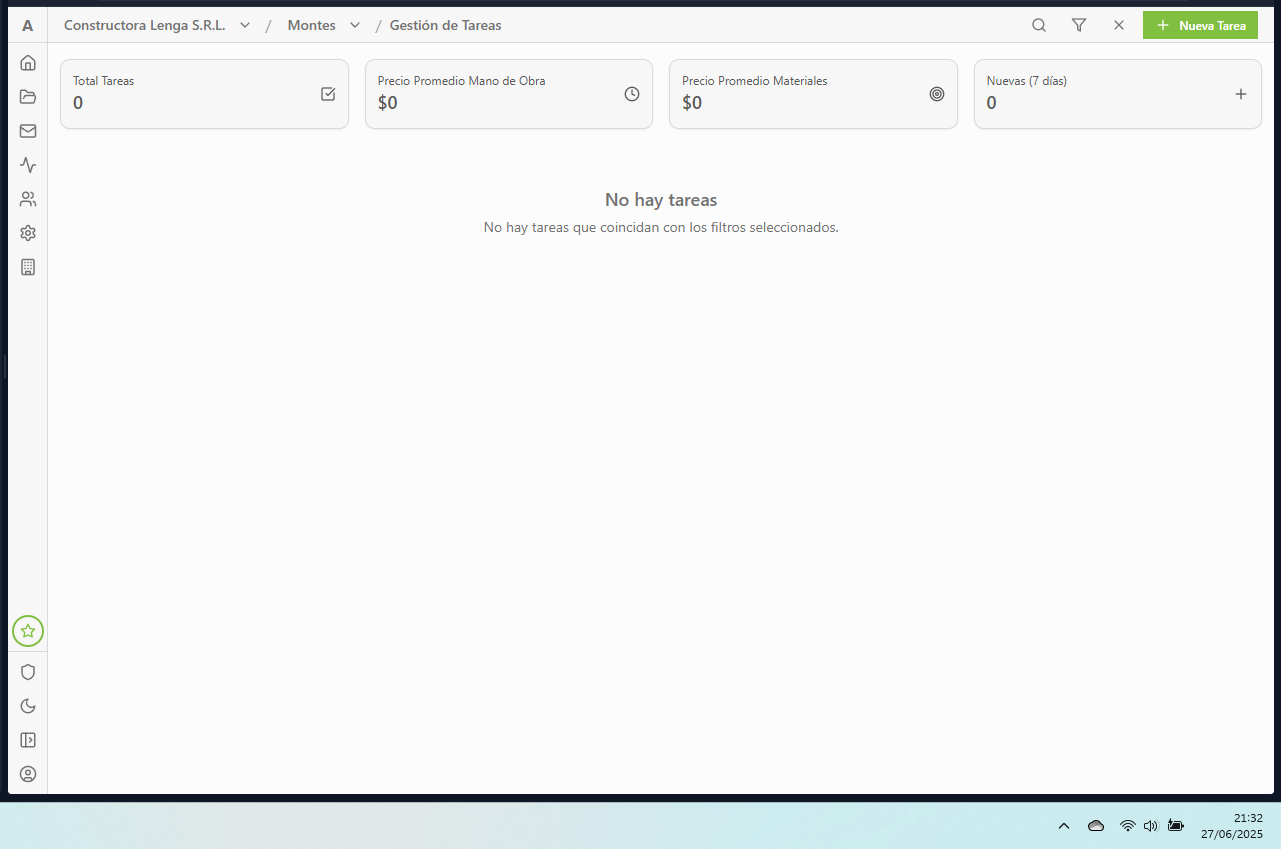 A
Constructora Lenga S.R.L. / Montes / Gestión de Tareas
Nueva Tarea
Total Tareas
0
Precio Promedio Mano de Obra
$0
Precio Promedio Materiales
$0
Nuevas (7 días)
0
No hay tareas
No hay tareas que coincidan con los filtros seleccionados.
21:32
27/06/2025